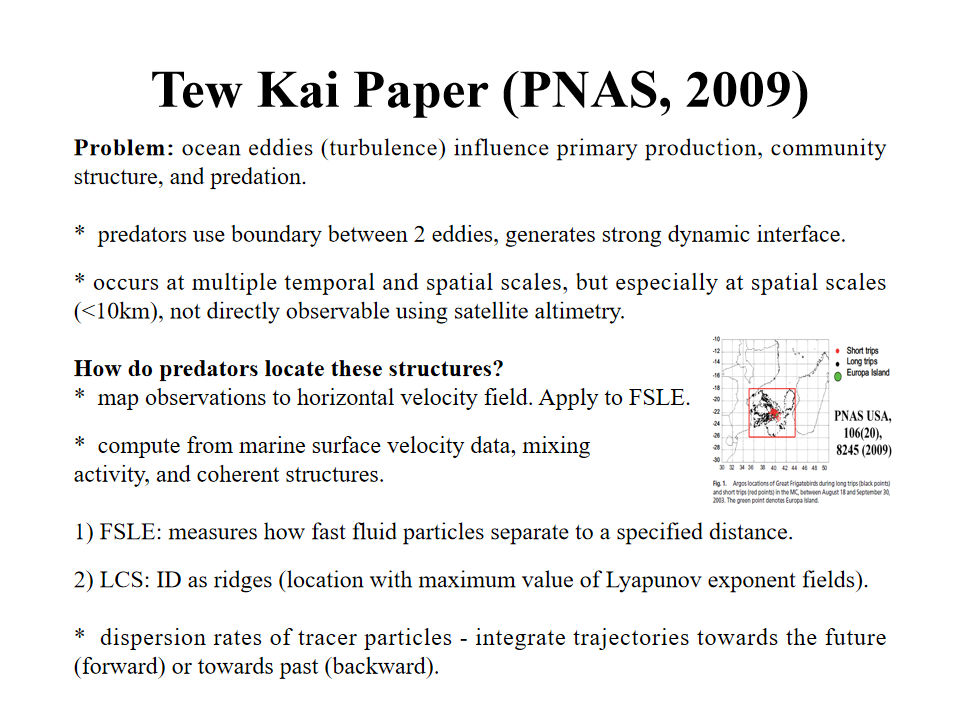 Tew Kai Paper (PNAS, 2009)
Problem: ocean eddies (turbulence) influence primary production, community
structure, and predation.
* predators use boundary between 2 eddies, generates strong dynamic interface.
* occurs at multiple temporal and spatial scales, but especially at spatial scales
(<10km), not directly observable using satellite altimetry.
How do predators locate these structures?
* map observations to horizontal velocity field. Apply to FSLE.
* compute from marine surface velocity data, mixing
activity, and coherent structures.
-10
-12
-14
-16
-18
-20
-22
-24
-26
-28
-30
30 32 34 36 38 40 42 44 46 48 50
Short trips
Long trips
Europa Island
PNAS USA,
106(20),
8245 (2009)
Fig. 1. Argos locations of Great Frigatebirds during long trips (black points)
and short trips (red points) in the MC, between August 18 and September 30,
2003. The green point denotes Europa Island.
1) FSLE: measures how fast fluid particles separate to a specified distance.
2) LCS: ID as ridges (location with maximum value of Lyapunov exponent fields).
* dispersion rates of tracer particles - integrate trajectories towards the future
(forward) or towards past (backward).